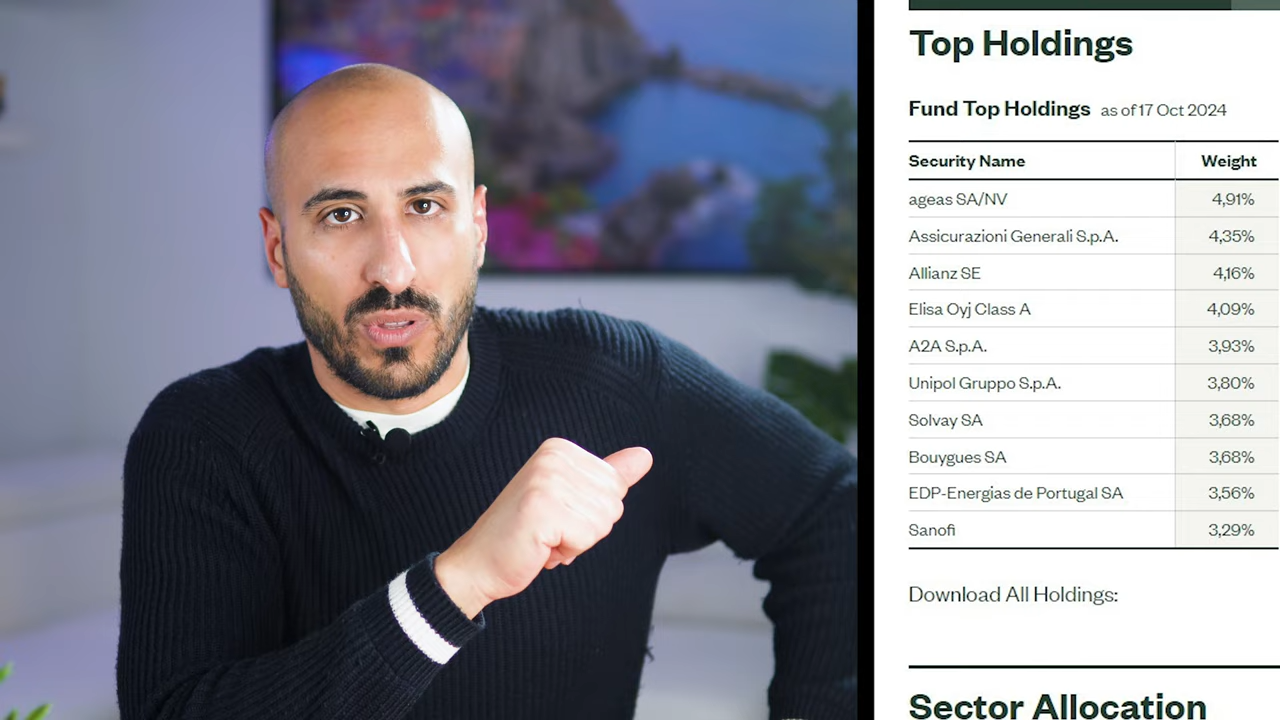 Top Holdings
Fund Top Holdings as of 17 Oct 2024
Security Name Weight
ageas SA/NV 4,91%
Assicurazioni Generali S.p.A. 4,35%
Allianz SE 4,16%
Elisa Oyj Class A 4,09%
A2A S.p.A. 3,93%
Unipol Gruppo S.p.A. 3,80%
Solvay SA 3,68%
Bouygues SA 3,68%
EDP-Energias de Portugal SA 3,56%
Sanofi 3,29%
Download All Holdings:
Sector Allocation